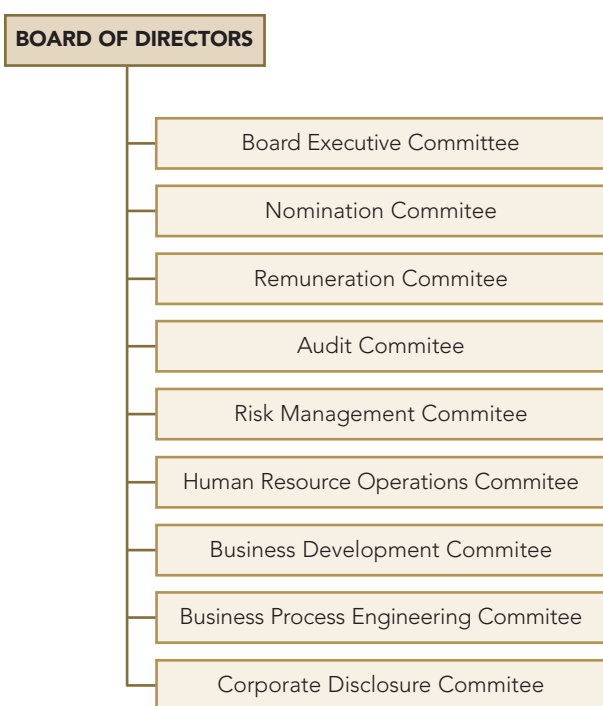 BOARD OF DIRECTORS
Board Executive Committee
Nomination Commitee
Remuneration Commitee
Audit Commitee
Risk Management Commitee
Human Resource Operations Commitee
Business Development Commitee
Business Process Engineering Commitee
Corporate Disclosure Commitee